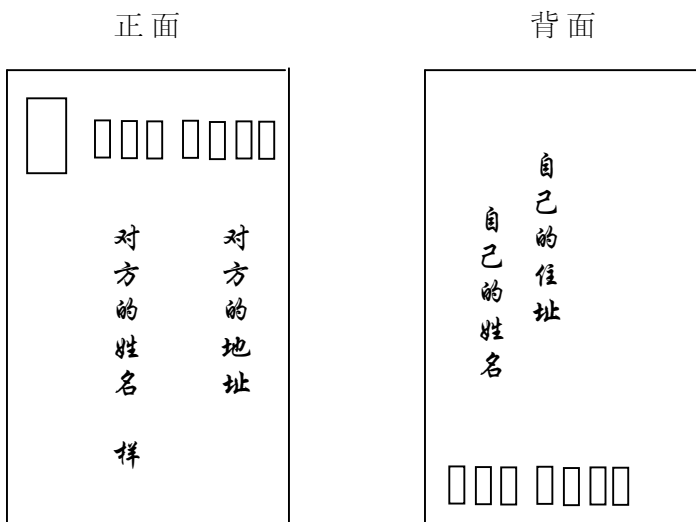 正面
背面
对方的地址
对方的姓名 样
自己的住址
自己的姓名